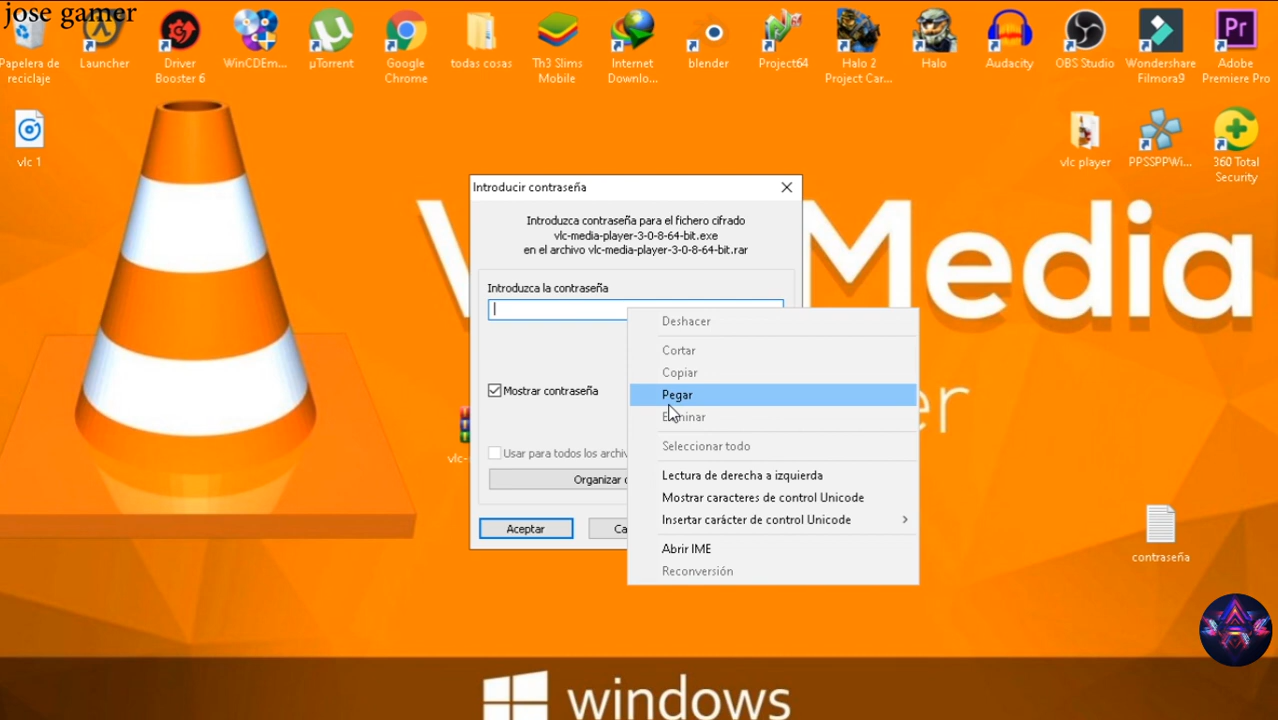 jose gamer
Papelera de
reciclaje
Launcher
Driver
Booster 6
WinCDEm...
µTorrent
Google
Chrome
todas cosas
Th3 Slims
Mobile
Internet
Downlo...
blender
Project64
Halo 2
Project Car...
Halo
Audacity
OBS Studio
Wondershare
Filmora9
Pr
Adobe
Premiere Pro
vlc 1
vlc player
PPSSPPWi...
360 Total
Security
V
Media
er
Introducir contraseña
Introduzca contraseña para el fichero cifrado
vlc-media-player-3-0-8-64-bit.exe
en el archivo vlc-media-player-3-0-8-64-bit.rar
Introduzca la contraseña
Mostrar contraseña
Usar para todos los archiv
Organizar
Aceptar
Ca
Deshacer
Cortar
Copiar
Pegar
Eliminar
Seleccionar todo
Lectura de derecha a izquierda
Mostrar caracteres de control Unicode
Insertar carácter de control Unicode
Abrir IME
Reconversión
vlc-
contraseña
windows